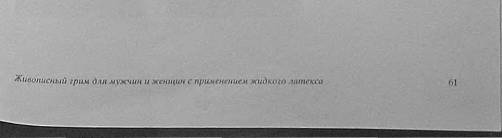 Живописный грим для мужчин и женщин с применением жидкого латекса 61